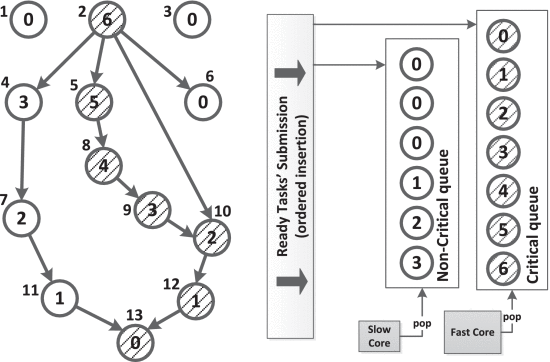 1 0
2 6
3 0
4 3
5 5
6 0
8 4
7 2
9 3
10 2
11 1
12 1
13 0
Ready Tasks' Submission
(ordered insertion)
0
0
0
1
2
3
Non-Critical queue
0
1
2
3
4
5
6
Critical queue
pop
Slow
Core
pop
Fast Core